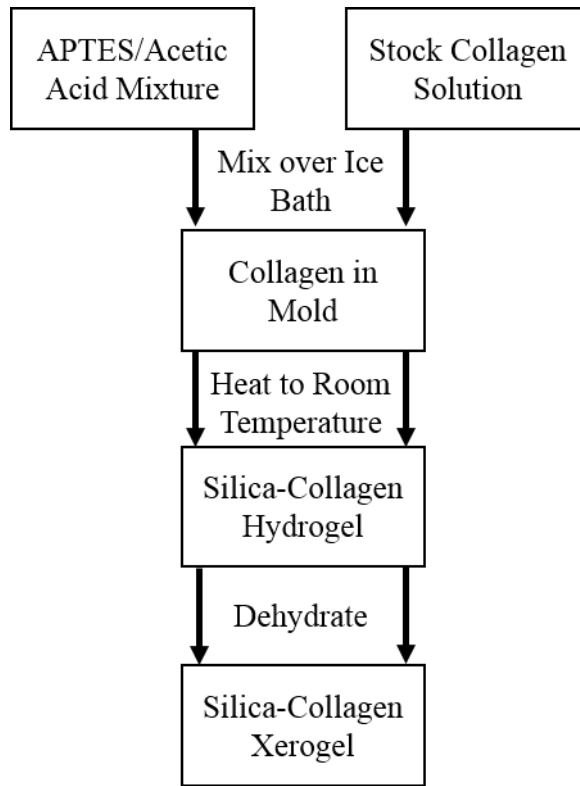 APTES/Acetic
Acid Mixture
Stock Collagen
Solution
Mix over Ice
Bath
Collagen in
Mold
Heat to Room
Temperature
Silica-Collagen
Hydrogel
Dehydrate
Silica-Collagen
Xerogel